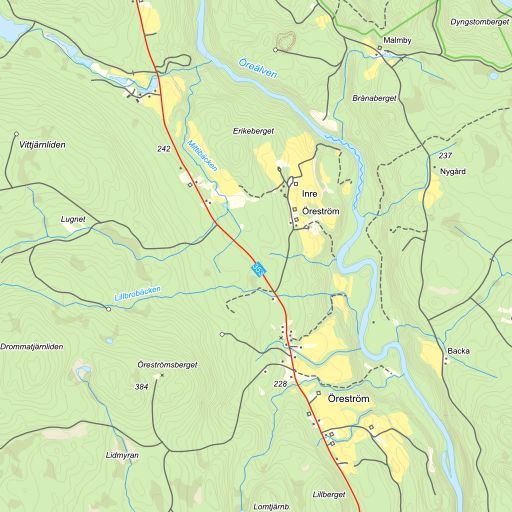 Dyngstomberget
Malmby
Öreälven
Brånaberget
Erikeberget
Vittjärnliden
242
Mittibäcken
237
Nygård
Inre
Öreström
Lugnet
Lillbrobäcken
Drommatjärnliden
Backa
Öreströmsberget
384
228
Öreström
Lidmyran
Lillberget
Lomtjärnb.